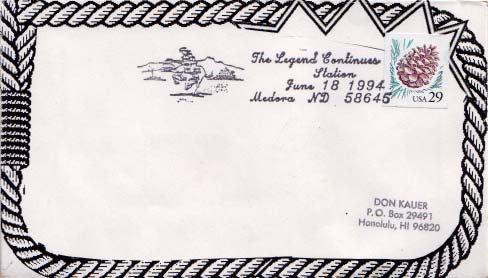 The Legend Continues
Station
June 18 1994
Medora ND 58645
USA 29
DON KAUER
P.O. Box 29491
Honolulu, HI 96820